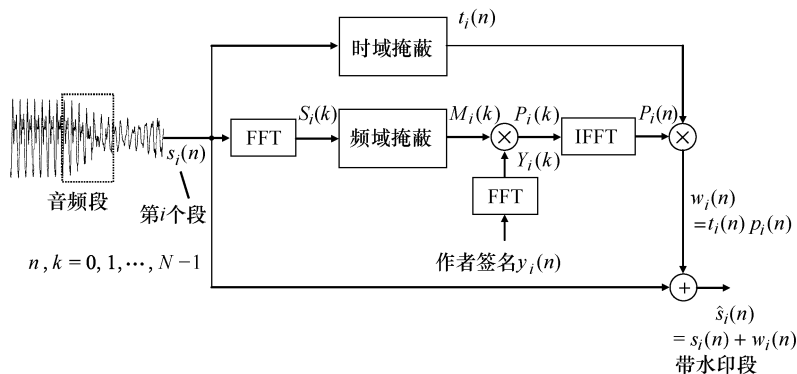 t_i(n)
时域掩蔽
S_i(k)
M_i(k)
P_i(k)
P_i(n)
FFT
频域掩蔽
×
IFFT
×
s_i(n)
Y_i(k)
音频段
第i个段
FFT
w_i(n)
=t_i(n) p_i(n)
n, k = 0, 1, ⋯, N−1
作者签名y_i(n)
+
ŝ_i(n)
= s_i(n) + w_i(n)
带水印段